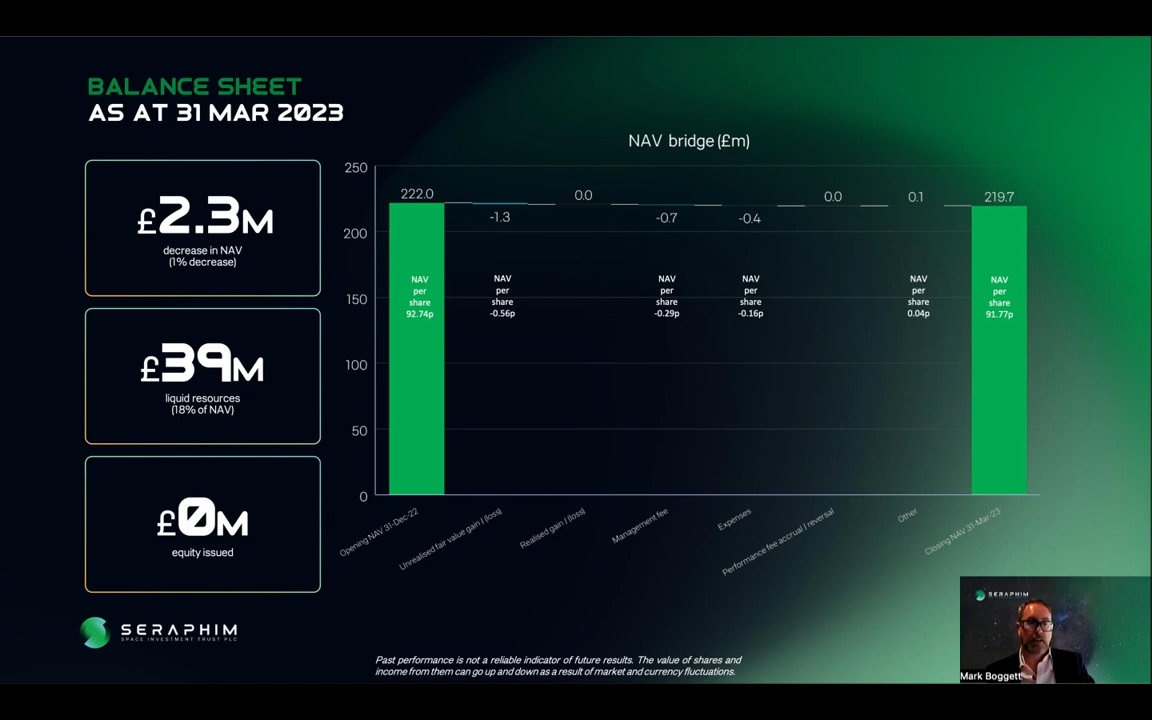 BALANCE SHEET
AS AT 31 MAR 2023
£2.3M
decrease in NAV
(1% decrease)
£39M
liquid resources
(18% of NAV)
£0M
equity issued
SERAPHIM
SPACE INVESTMENT TRUST PLC
NAV bridge (£m)
250
200
150
100
50
0
222.0
-1.3
0.0
-0.7
-0.4
0.0
0.1
219.7
NAV
per
share
92.74p
NAV
per
share
-0.56p
NAV
per
share
-0.29p
NAV
per
share
-0.16p
NAV
per
share
0.04p
NAV
per
share
91.77p
Opening NAV 31-Dec-22
Unrealised fair value gain / (loss)
Realised gain / (loss)
Management fee
Expenses
Performance fee accrual / reversal
Other
Closing NAV 31-Mar-23
Past performance is not a reliable indicator of future results. The value of shares and
income from them can go up and down as a result of market and currency fluctuations.
SERAPHIM
Mark Boggett